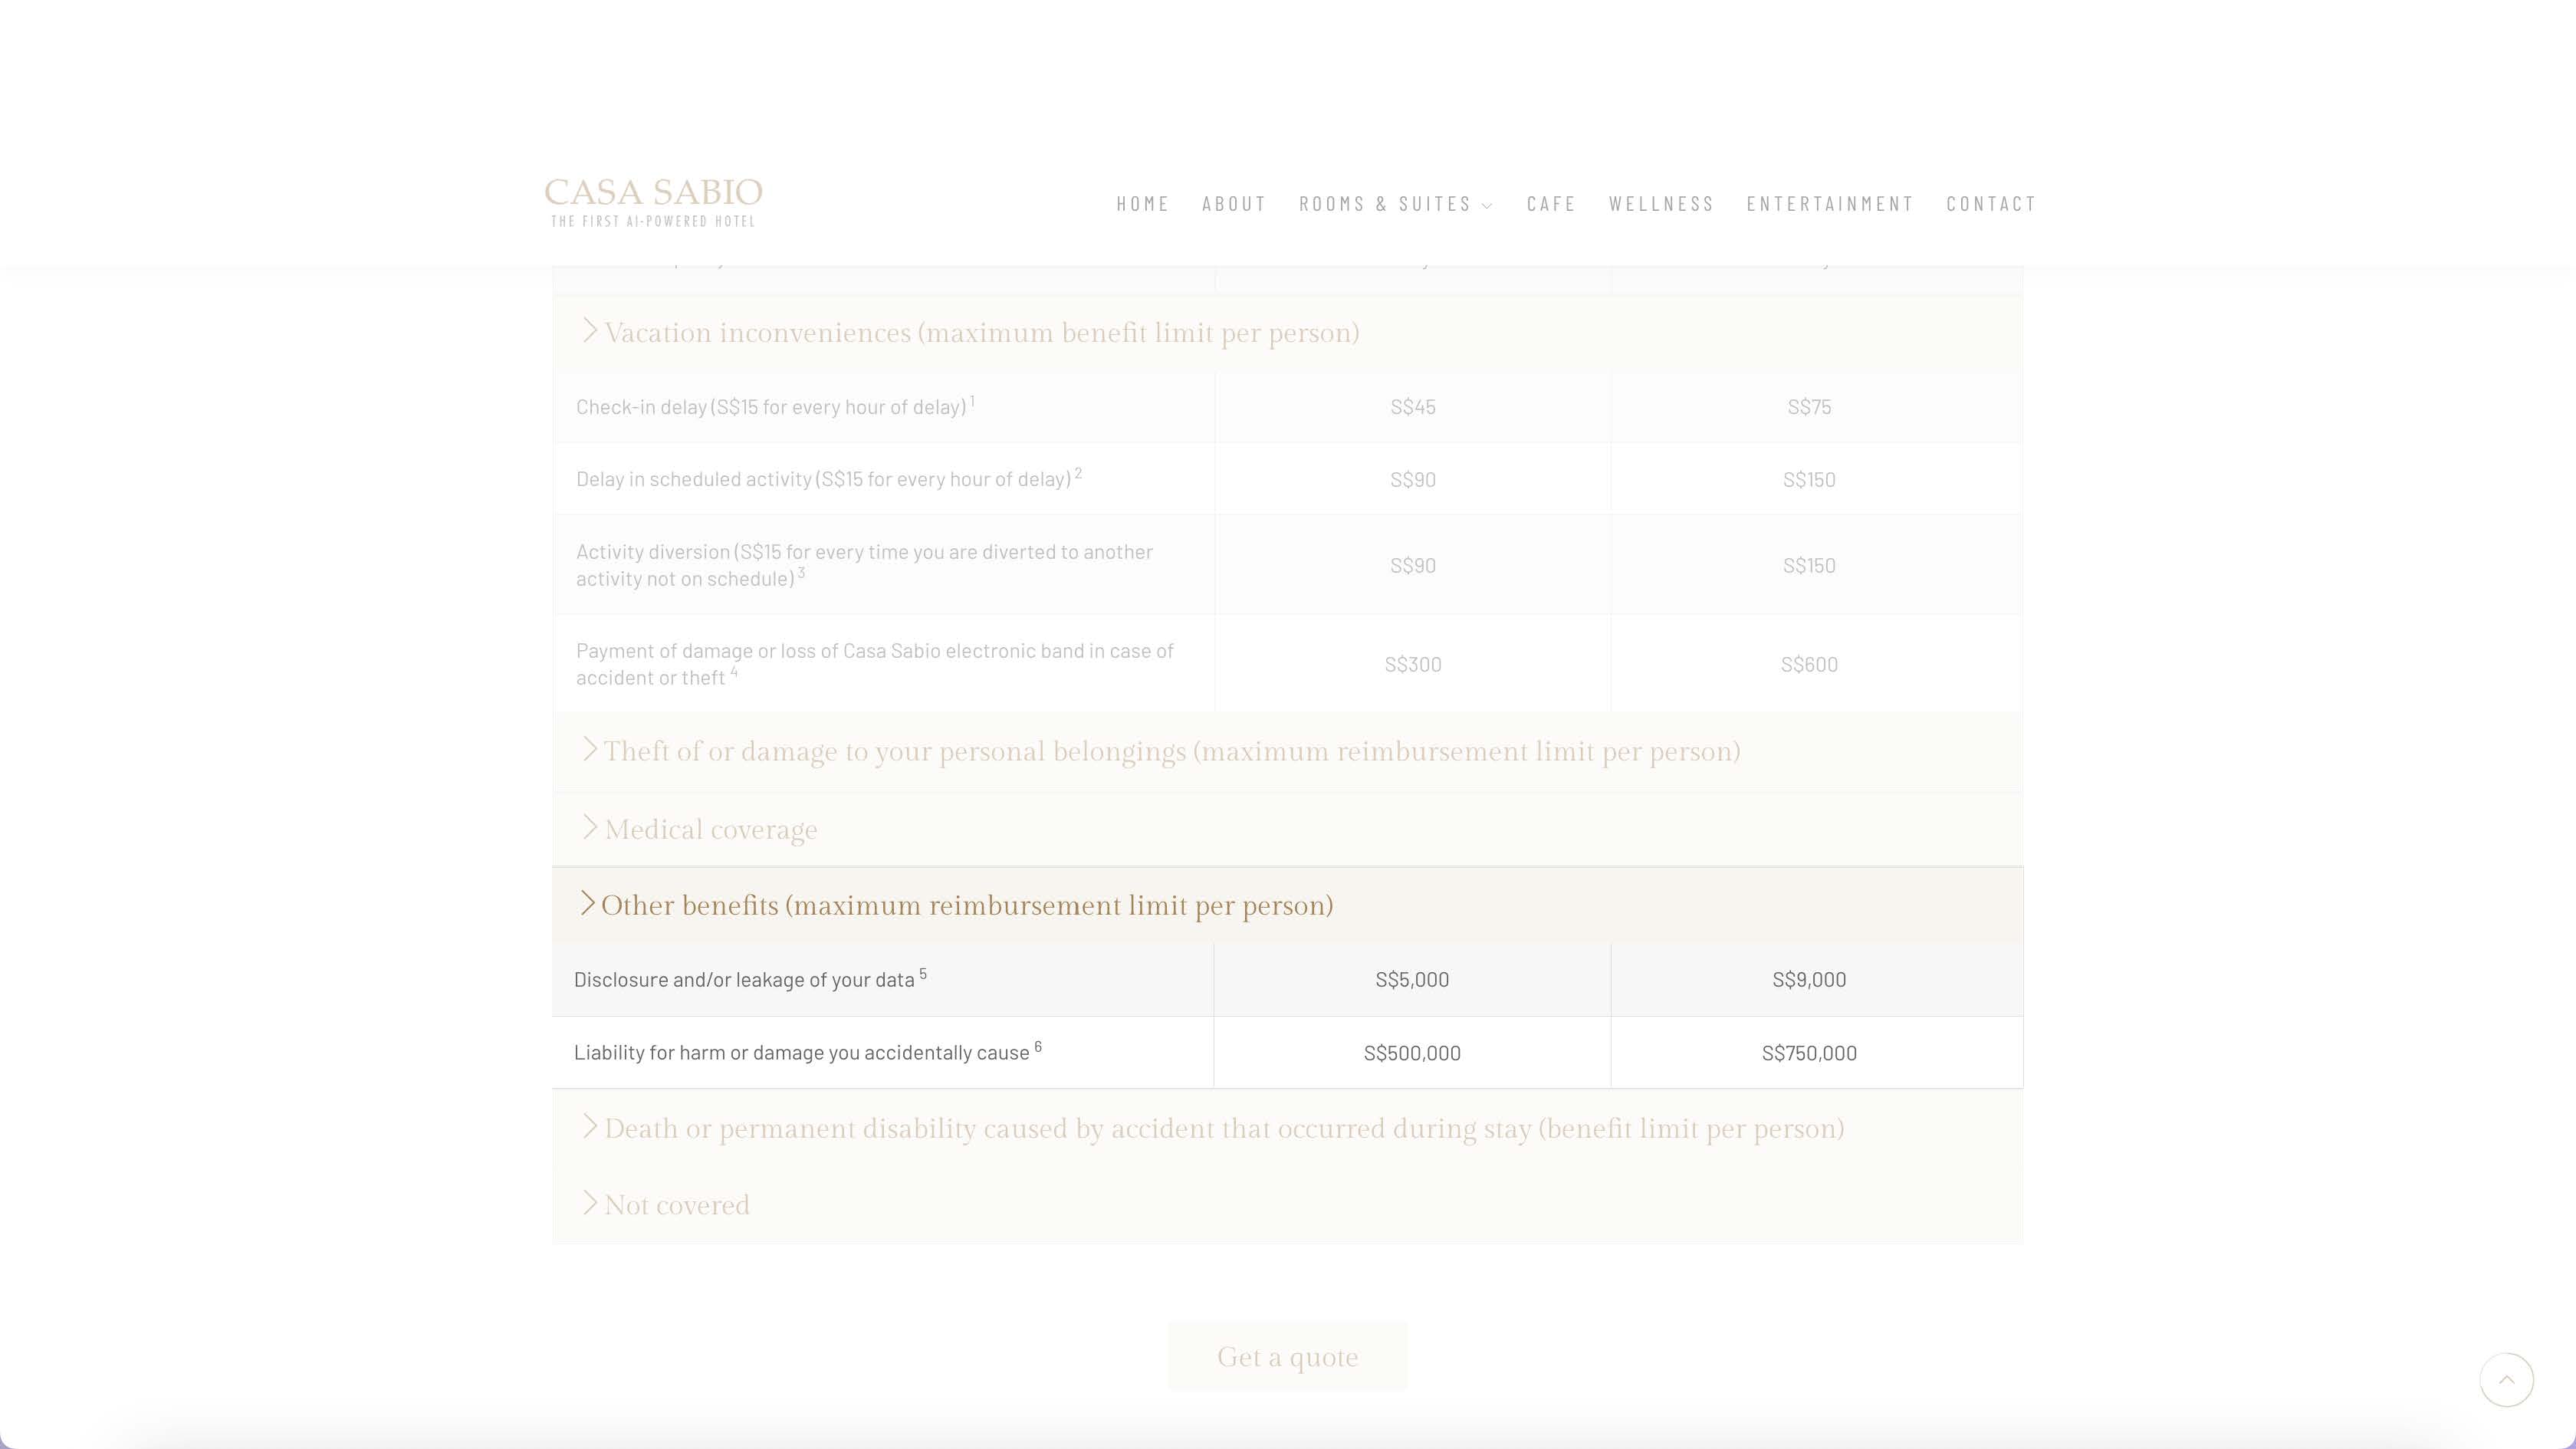 CASA SABIO
THE FIRST AI-POWERED HOTEL
HOME ABOUT ROOMS & SUITES CAFE WELLNESS ENTERTAINMENT CONTACT
Vacation inconveniences (maximum benefit limit per person)
Check-in delay (S$15 for every hour of delay) 1 S$45 S$75
Delay in scheduled activity (S$15 for every hour of delay) 2 S$90 S$150
Activity diversion (S$15 for every time you are diverted to another
activity not on schedule) 3 S$90 S$150
Payment of damage or loss of Casa Sabio electronic band in case of
accident or theft 4 S$300 S$600
Theft of or damage to your personal belongings (maximum reimbursement limit per person)
Medical coverage
Other benefits (maximum reimbursement limit per person)
Disclosure and/or leakage of your data 5 S$5,000 S$9,000
Liability for harm or damage you accidentally cause 6 S$500,000 S$750,000
Death or permanent disability caused by accident that occurred during stay (benefit limit per person)
Not covered
Get a quote